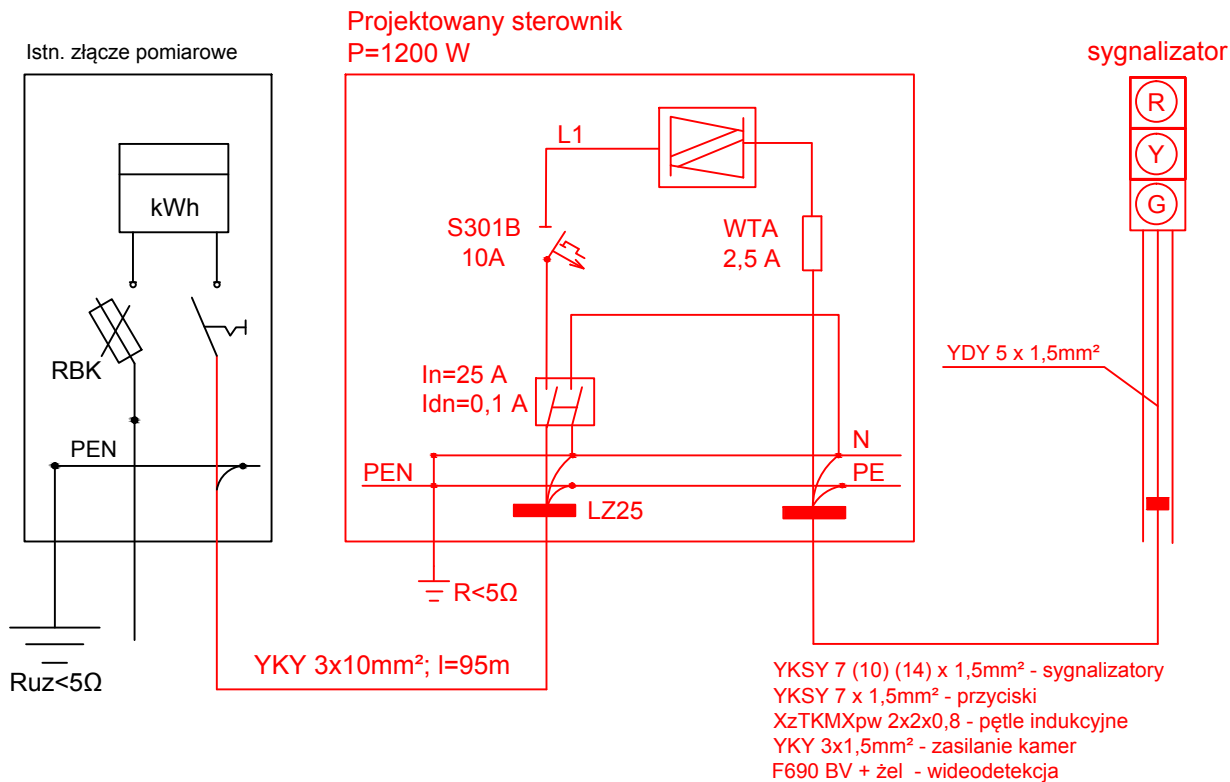 Projektowany sterownik
P=1200 W
Istn. złącze pomiarowe
sygnalizator
R
Y
G
kWh
L1
S301B
10A
WTA
2,5 A
RBK
In=25 A
Idn=0,1 A
YDY 5 x 1,5mm²
PEN
N
PEN
PE
LZ25
R<5Ω
Ruz<5Ω
YKY 3x10mm²; l=95m
YKSY 7 (10) (14) x 1,5mm² - sygnalizatory
YKSY 7 x 1,5mm² - przyciski
XzTKMXpw 2x2x0,8 - pętle indukcyjne
YKY 3x1,5mm² - zasilanie kamer
F690 BV + żel - wideodetekcja